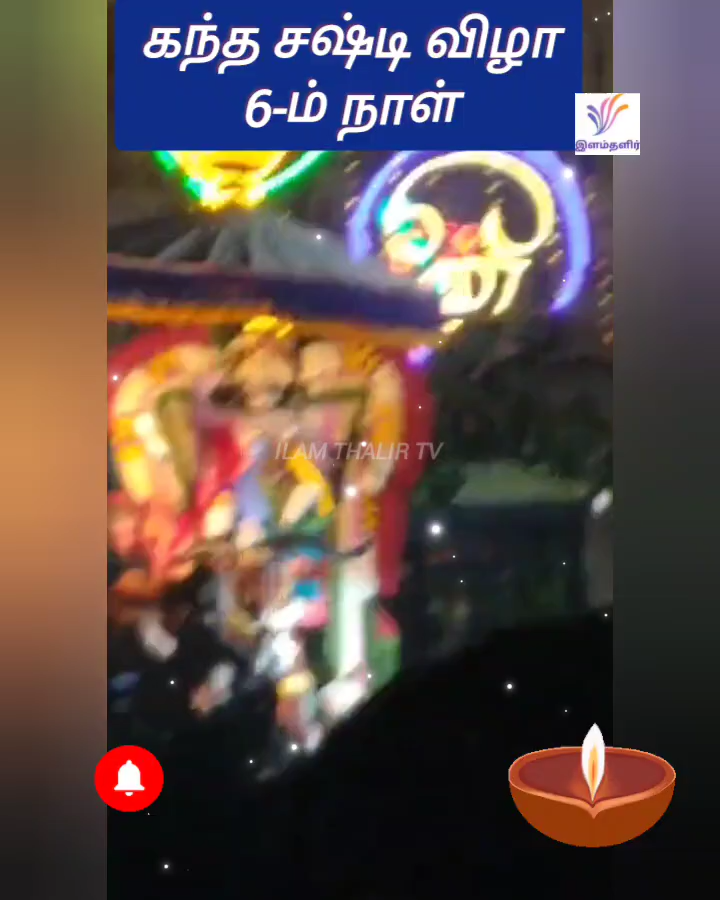 கந்த சஷ்டி விழா
6-ம் நாள்
இளம்தளிர்
ILAM THALIR TV